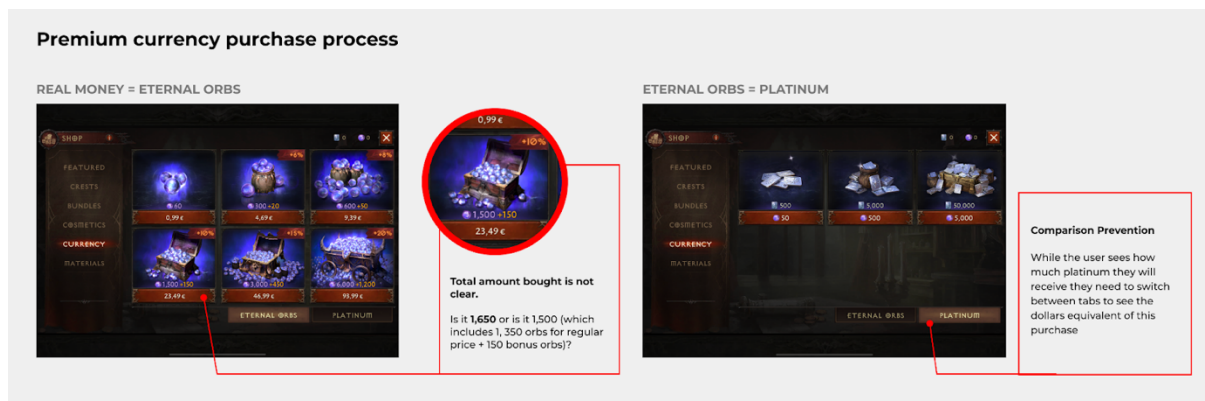 Premium currency purchase process
REAL MONEY = ETERNAL ORBS
SHOP
0 0
FEATURED
CRESTS
BUNDLES
COSMETICS
CURRENCY
MATERIALS
+6% +8%
60 300 +20 600 +50
0,99 € 4,69 € 9,39 €
+10% +15% +20%
1,500 +150 3,000 +450 6,000 +1,200
23,49 € 46,99 € 93,99 €
ETERNAL ORBS PLATINUM
0,99 €
+10%
1,500 +150
23,49 €
Total amount bought is not
clear.
Is it 1,650 or is it 1,500 (which
includes 1, 350 orbs for regular
price + 150 bonus orbs)?
ETERNAL ORBS = PLATINUM
SHOP
0 0
FEATURED
CRESTS
BUNDLES
COSMETICS
CURRENCY
MATERIALS
500 5,000 50,000
50 500 5,000
ETERNAL ORBS PLATINUM
Comparison Prevention
While the user sees how
much platinum they will
receive they need to switch
between tabs to see the
dollars equivalent of this
purchase